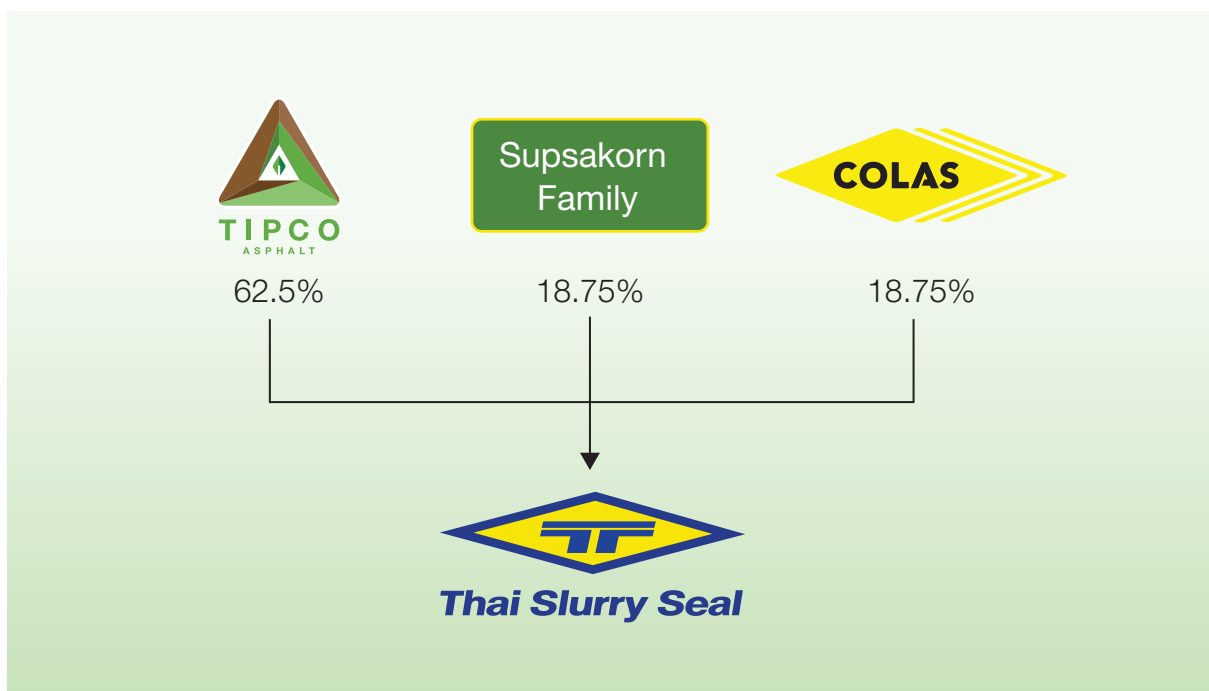 TIPCO
ASPHALT
Supsakorn
Family
COLAS
62.5%
18.75%
18.75%
Thai Slurry Seal